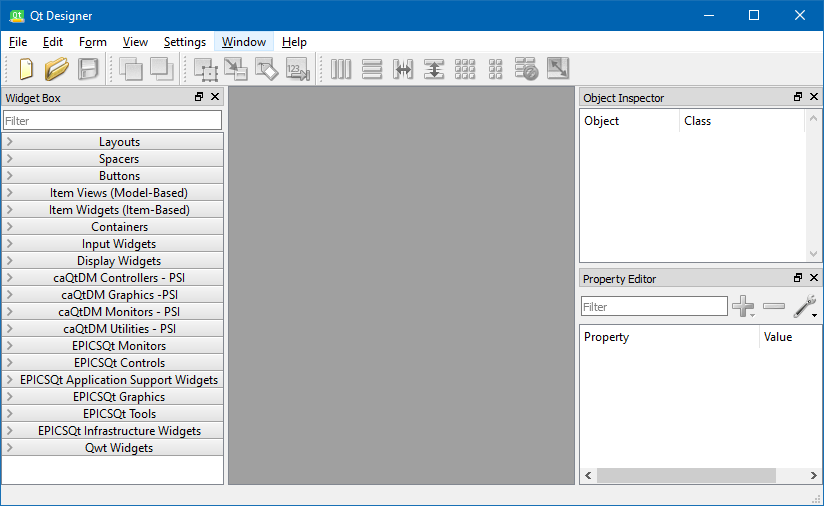 Qt Designer
File Edit Form View Settings Window Help
Widget Box
Filter
Layouts
Spacers
Buttons
Item Views (Model-Based)
Item Widgets (Item-Based)
Containers
Input Widgets
Display Widgets
caQtDM Controllers - PSI
caQtDM Graphics -PSI
caQtDM Monitors - PSI
caQtDM Utilities - PSI
EPICSQt Monitors
EPICSQt Controls
EPICSQt Application Support Widgets
EPICSQt Graphics
EPICSQt Tools
EPICSQt Infrastructure Widgets
Qwt Widgets
Object Inspector
Object Class
Property Editor
Filter
Property Value